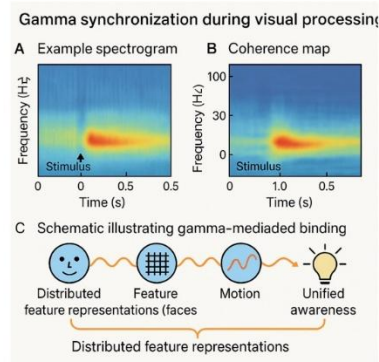 Gamma synchronization during visual processing
A Example spectrogram
B Coherence map
Frequency (Hz)
Stimulus
0 0 0.5 0.5
Time (s)
Frequency (Hz)
100
30
0
Stimulus
0 1.0 0.5
Time (s)
C Schematic illustrating gamma-mediaded binding
Distributed
feature representations (faces
Feature
Motion
Unified
awareness
Distributed feature representations